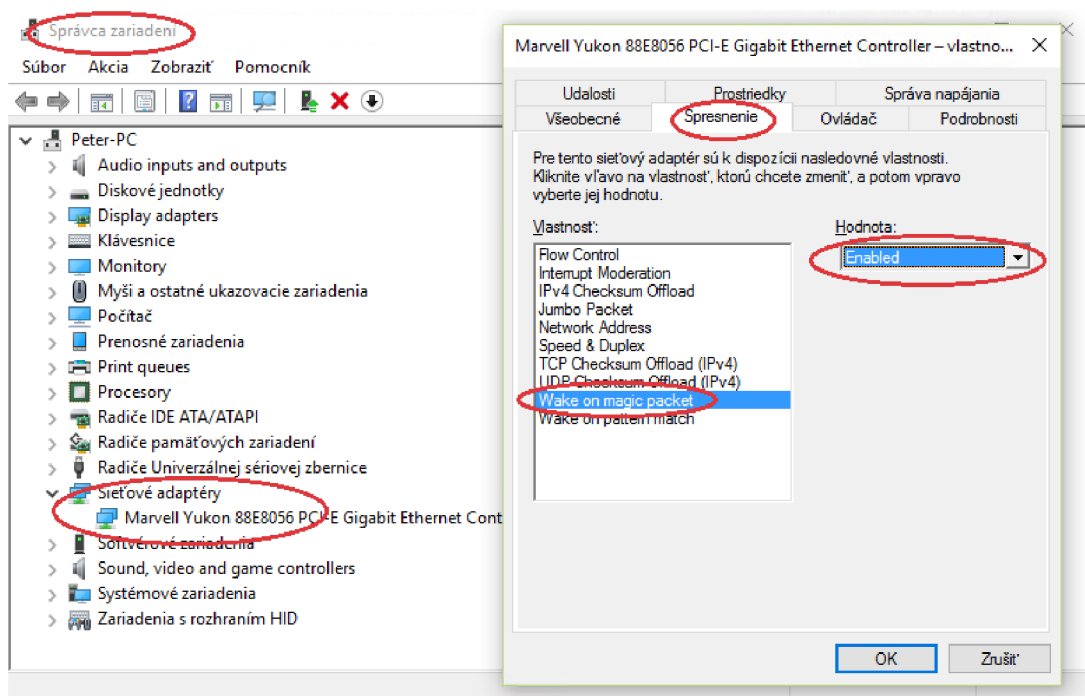 Správca zariadení
Súbor Akcia Zobraziť Pomocník
Peter-PC
Audio inputs and outputs
Diskové jednotky
Display adapters
Klávesnice
Monitory
Myši a ostatné ukazovacie zariadenia
Počítač
Prenosné zariadenia
Print queues
Procesory
Radiče IDE ATA/ATAPI
Radiče pamäťových zariadení
Radiče Univerzálnej sériovej zbernice
Sieťové adaptéry
Marvell Yukon 88E8056 PCI-E Gigabit Ethernet Cont
Softvérové zariadenia
Sound, video and game controllers
Systémové zariadenia
Zariadenia s rozhraním HID
Marvell Yukon 88E8056 PCI-E Gigabit Ethernet Controller – vlastno...
Udalosti Prostriedky Správa napájania
Všeobecné Spresnenie Ovládač Podrobnosti
Pre tento sieťový adaptér sú k dispozícii nasledovné vlastnosti.
Kliknite vľavo na vlastnosť, ktorú chcete zmeniť, a potom vpravo
vyberte jej hodnotu.
Vlastnosť: Hodnota:
Enabled
Flow Control
Interrupt Moderation
IPv4 Checksum Offload
Jumbo Packet
Network Address
Speed & Duplex
TCP Checksum Offload (IPv4)
UDP Checksum Offload (IPv4)
Wake on magic packet
Wake on pattern match
OK Zrušiť